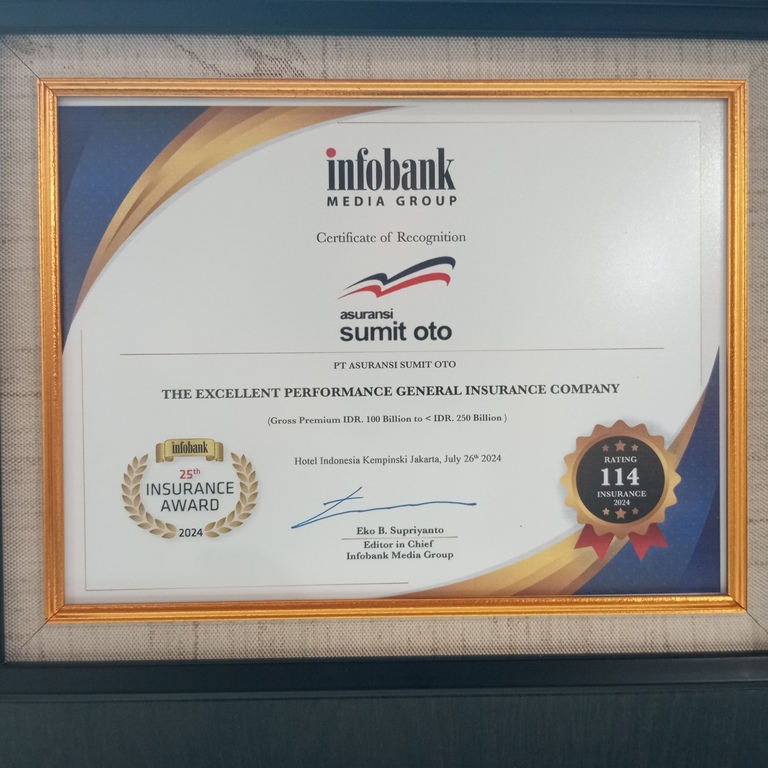 infobank
MEDIA GROUP
Certificate of Recognition
asuransi
sumit oto
PT ASURANSI SUMIT OTO
THE EXCELLENT PERFORMANCE GENERAL INSURANCE COMPANY
(Gross Premium IDR. 100 Billion to < IDR. 250 Billion )
Hotel Indonesia Kempinski Jakarta, July 26th 2024
infobank
25th
INSURANCE
AWARD
2024
Eko B. Supriyanto
Editor in Chief
Infobank Media Group
RATING
114
INSURANCE
2024